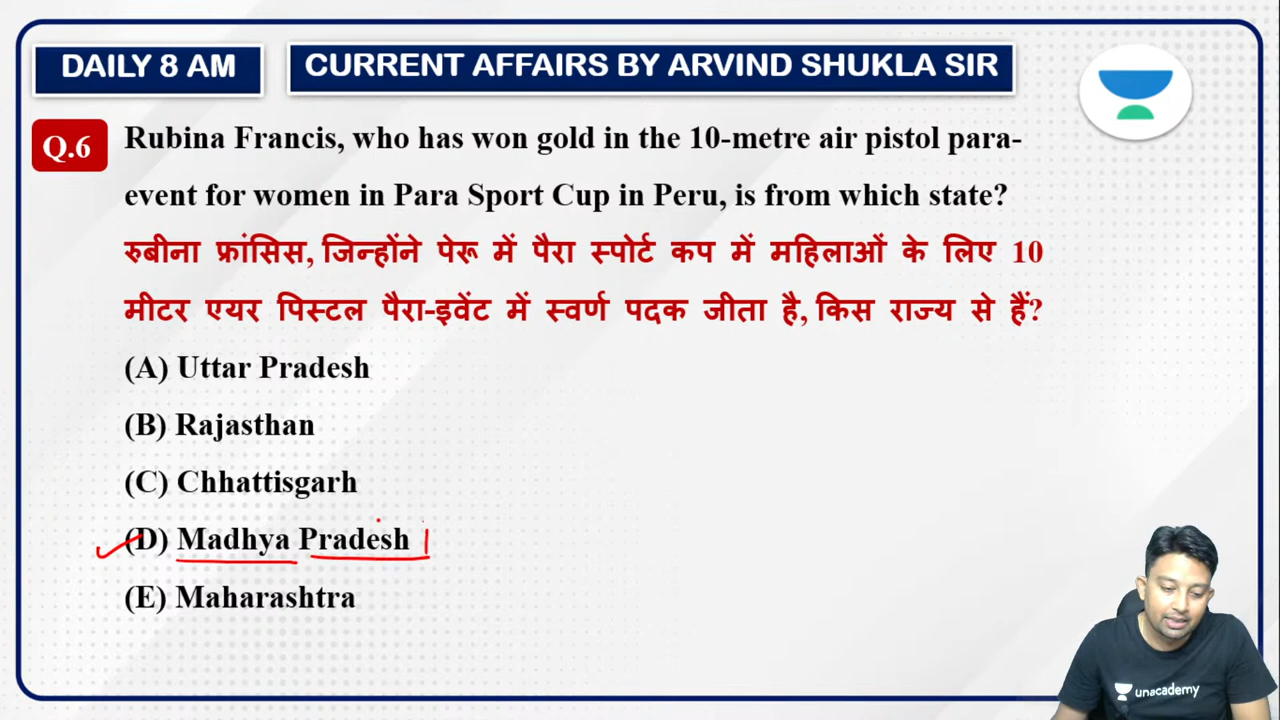 DAILY 8 AM
CURRENT AFFAIRS BY ARVIND SHUKLA SIR
Q.6
Rubina Francis, who has won gold in the 10-metre air pistol para-
event for women in Para Sport Cup in Peru, is from which state?
रुबीना फ्रांसिस, जिन्होंने पेरू में पैरा स्पोर्ट कप में महिलाओं के लिए 10
मीटर एयर पिस्टल पैरा-इवेंट में स्वर्ण पदक जीता है, किस राज्य से हैं?
(A) Uttar Pradesh
(B) Rajasthan
(C) Chhattisgarh
(D) Madhya Pradesh
(E) Maharashtra
unacademy